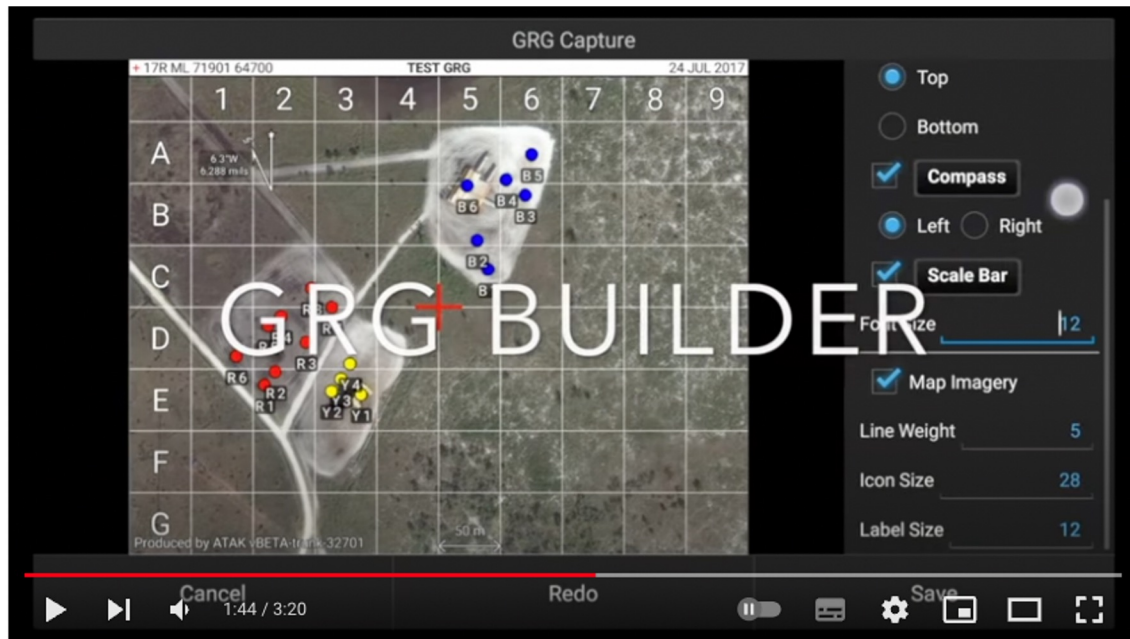 GRG Capture
+ 17R ML 71901 64700 TEST GRG 24 JUL 2017
1 2 3 4 5 6 7 8 9
A
B
C
D
E
F
G
6.3°W
6.288 mils
B 5
B 4
B 6
B 3
B 2
B
R 3
R 6
R 2
R 1
Y 4
Y 3
Y 2
Y 1
GRG BUILDER
50 m
Produced by ATAK vBETA-trunk-32701
Top
Bottom
Compass
Left Right
Scale Bar
Font Size 12
Map Imagery
Line Weight 5
Icon Size 28
Label Size 12
Cancel Redo Save
1:44 / 3:20